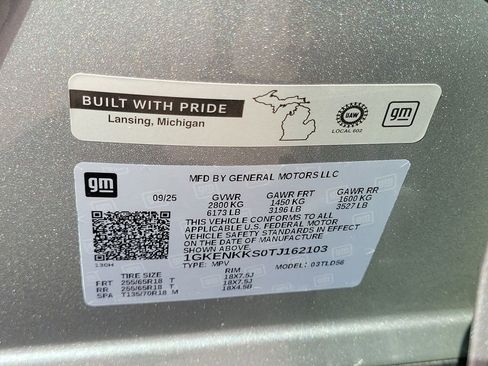 BUILT WITH PRIDE
Lansing, Michigan
UAW
LOCAL 602
gm
gm
MFD BY GENERAL MOTORS LLC
09/25 GVWR GAWR FRT GAWR RR
2800 KG 1450 KG 1600 KG
6173 LB 3196 LB 3527 LB
THIS VEHICLE CONFORMS TO ALL
APPLICABLE U.S. FEDERAL MOTOR
VEHICLE SAFETY STANDARDS IN EFFECT
ON THE DATE OF MANUFACTURE SHOWN ABOVE.
1GKENKKS0TJ162103
TYPE: MPV MODEL: 03TLD56
TIRE SIZE RIM
FRT 255/65R18 T 18X7.5J
RR 255/65R18 T 18X7.5J
SPA T135/70R18 M 18X4.5B